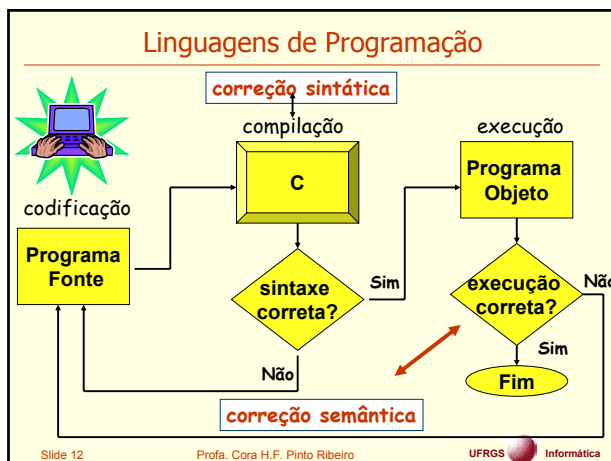 Linguagens de Programação
correção sintática
compilação
execução
C
Programa
Objeto
codificação
Programa
Fonte
sintaxe
correta?
Sim
execução
correta?
Não
Sim
Não
Fim
correção semântica
Slide 12
Profa. Cora H.F. Pinto Ribeiro
UFRGS Informática